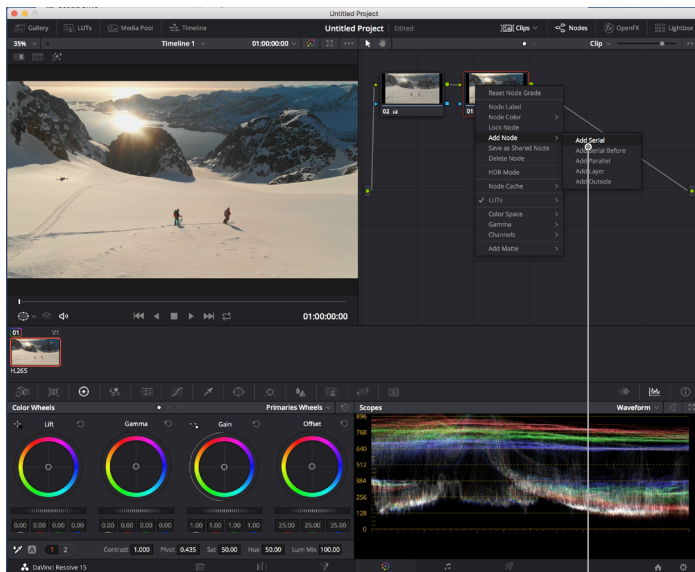 Untitled Project
Gallery LUTs Media Pool Timeline Untitled Project Edited Clips Nodes OpenFX Lightbox
35% Timeline 1 01:00:00:00 ... Clip ...
02 01
Reset Node Grade
Node Label
Node Color >
Lock Node
Add Node >
Save as Shared Node
Delete Node
HDR Mode
Node Cache >
✓ LUTs >
Color Space >
Gamma >
Channels >
Add Matte >
Add Serial
Add Serial Before
Add Parallel
Add Layer
Add Outside
01:00:00:00
01 V1
H.265
Color Wheels Primaries Wheels Scopes Waveform
Lift Gamma Gain Offset
896
768
640
512
384
256
128
0
0.00 0.00 0.00 0.00 0.00 0.00 0.00 0.00 1.00 1.00 1.00 1.00 25.00 25.00 25.00
A 1 2 Contrast 1.000 Pivot 0.435 Sat 50.00 Hue 50.00 Lum Mix 100.00
DaVinci Resolve 15